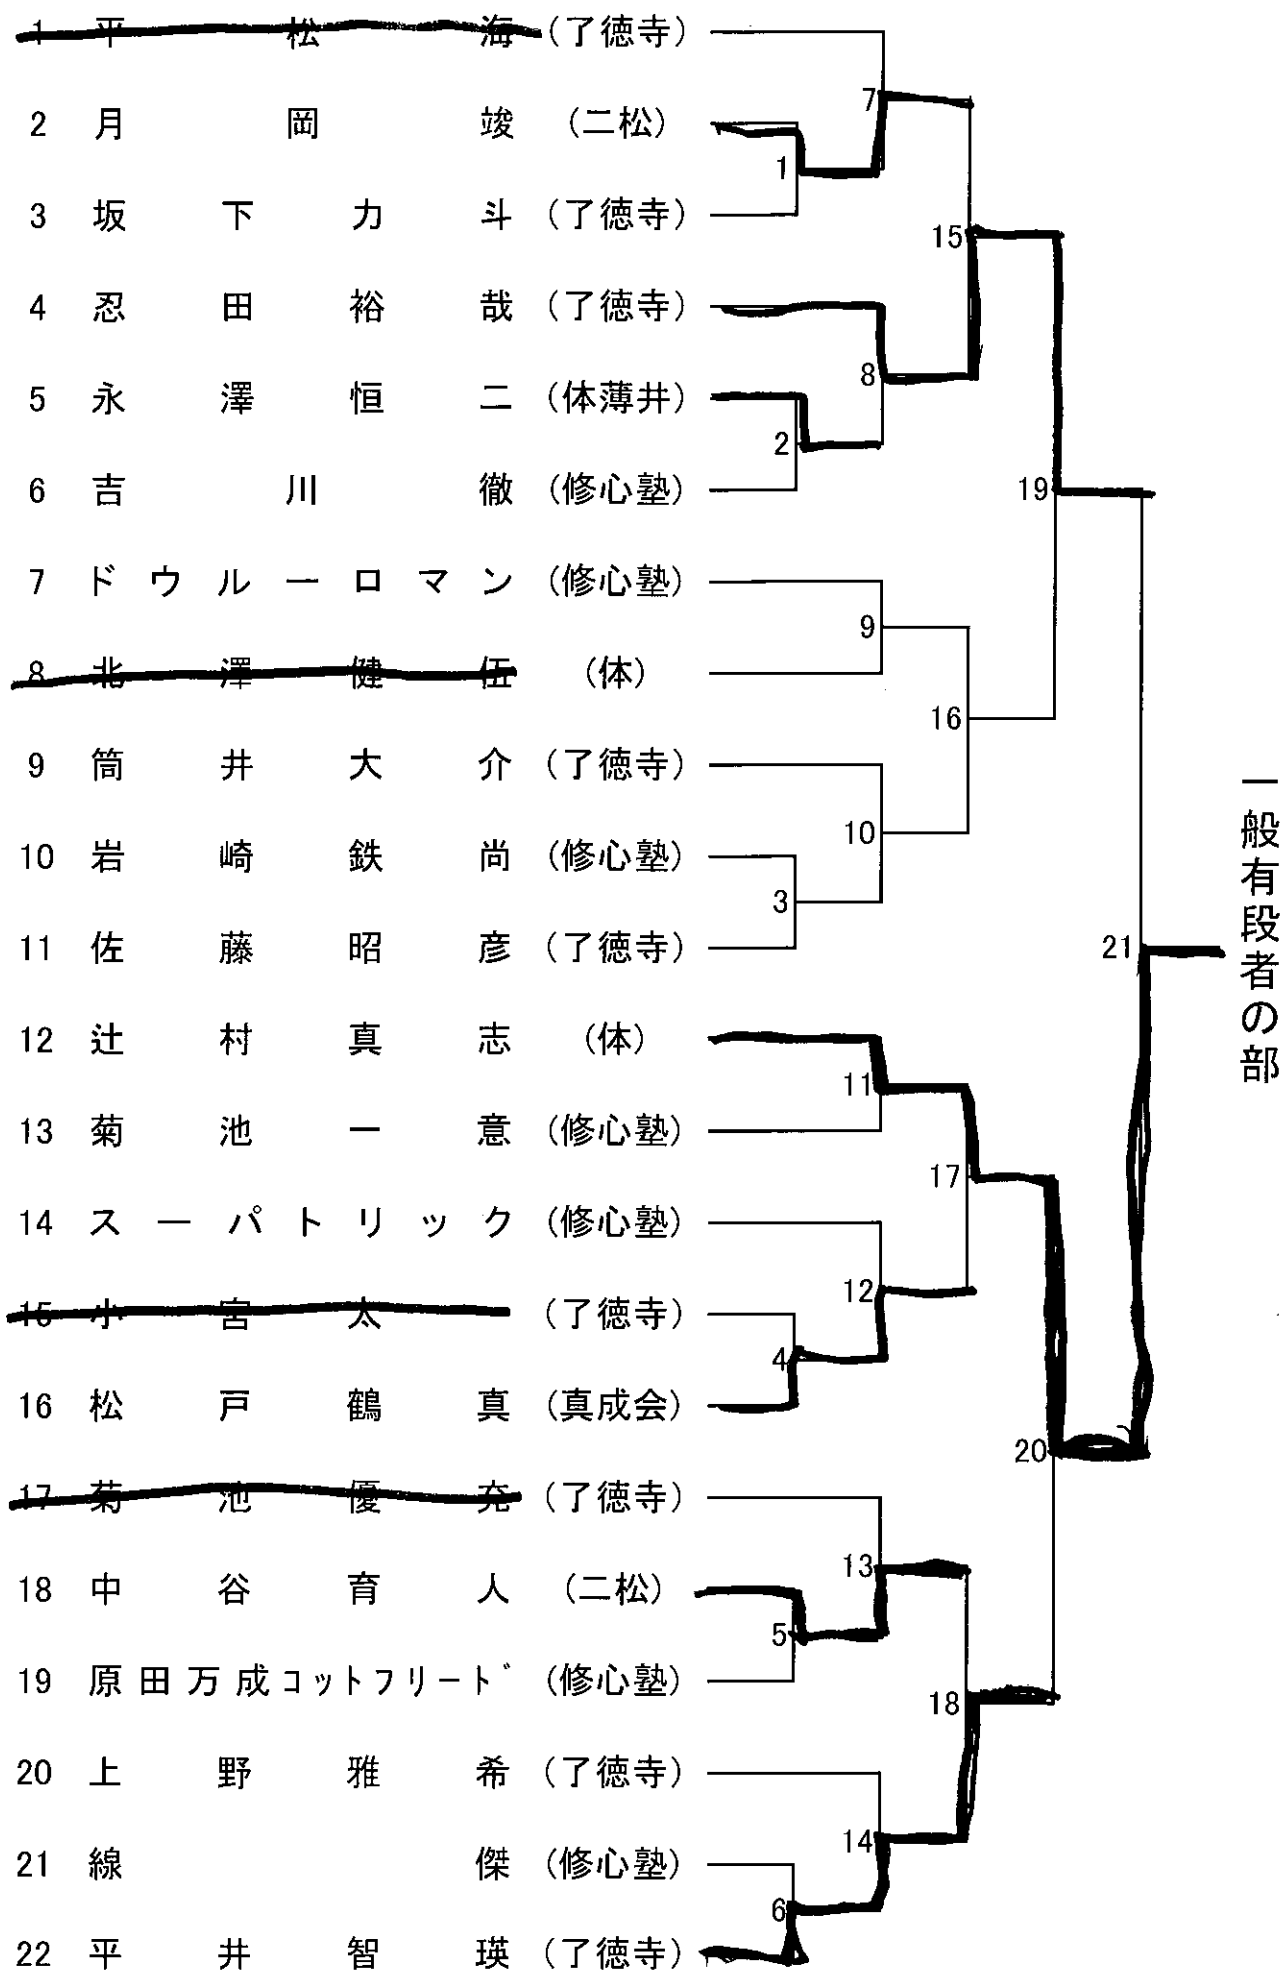 1 平松海 (了徳寺)
2 月岡竣 (二松)
3 坂下力斗 (了徳寺)
4 忍田裕哉 (了徳寺)
5 永澤恒二 (体薄井)
6 吉川徹 (修心塾)
7 ドウルーロマン (修心塾)
8 北澤健伍 (体)
9 筒井大介 (了徳寺)
10 岩崎鉄尚 (修心塾)
11 佐藤昭彦 (了徳寺)
12 辻村真志 (体)
13 菊池一意 (修心塾)
14 スーパトリック (修心塾)
15 小宮太 (了徳寺)
16 松戸鶴真 (真成会)
17 菊池優充 (了徳寺)
18 中谷育人 (二松)
19 原田万成コットフリード゛ (修心塾)
20 上野雅希 (了徳寺)
21 線傑 (修心塾)
22 平井智瑛 (了徳寺)
1
2
3
4
5
6
7
8
9
10
11
12
13
14
15
16
17
18
19
20
21
一般有段者の部